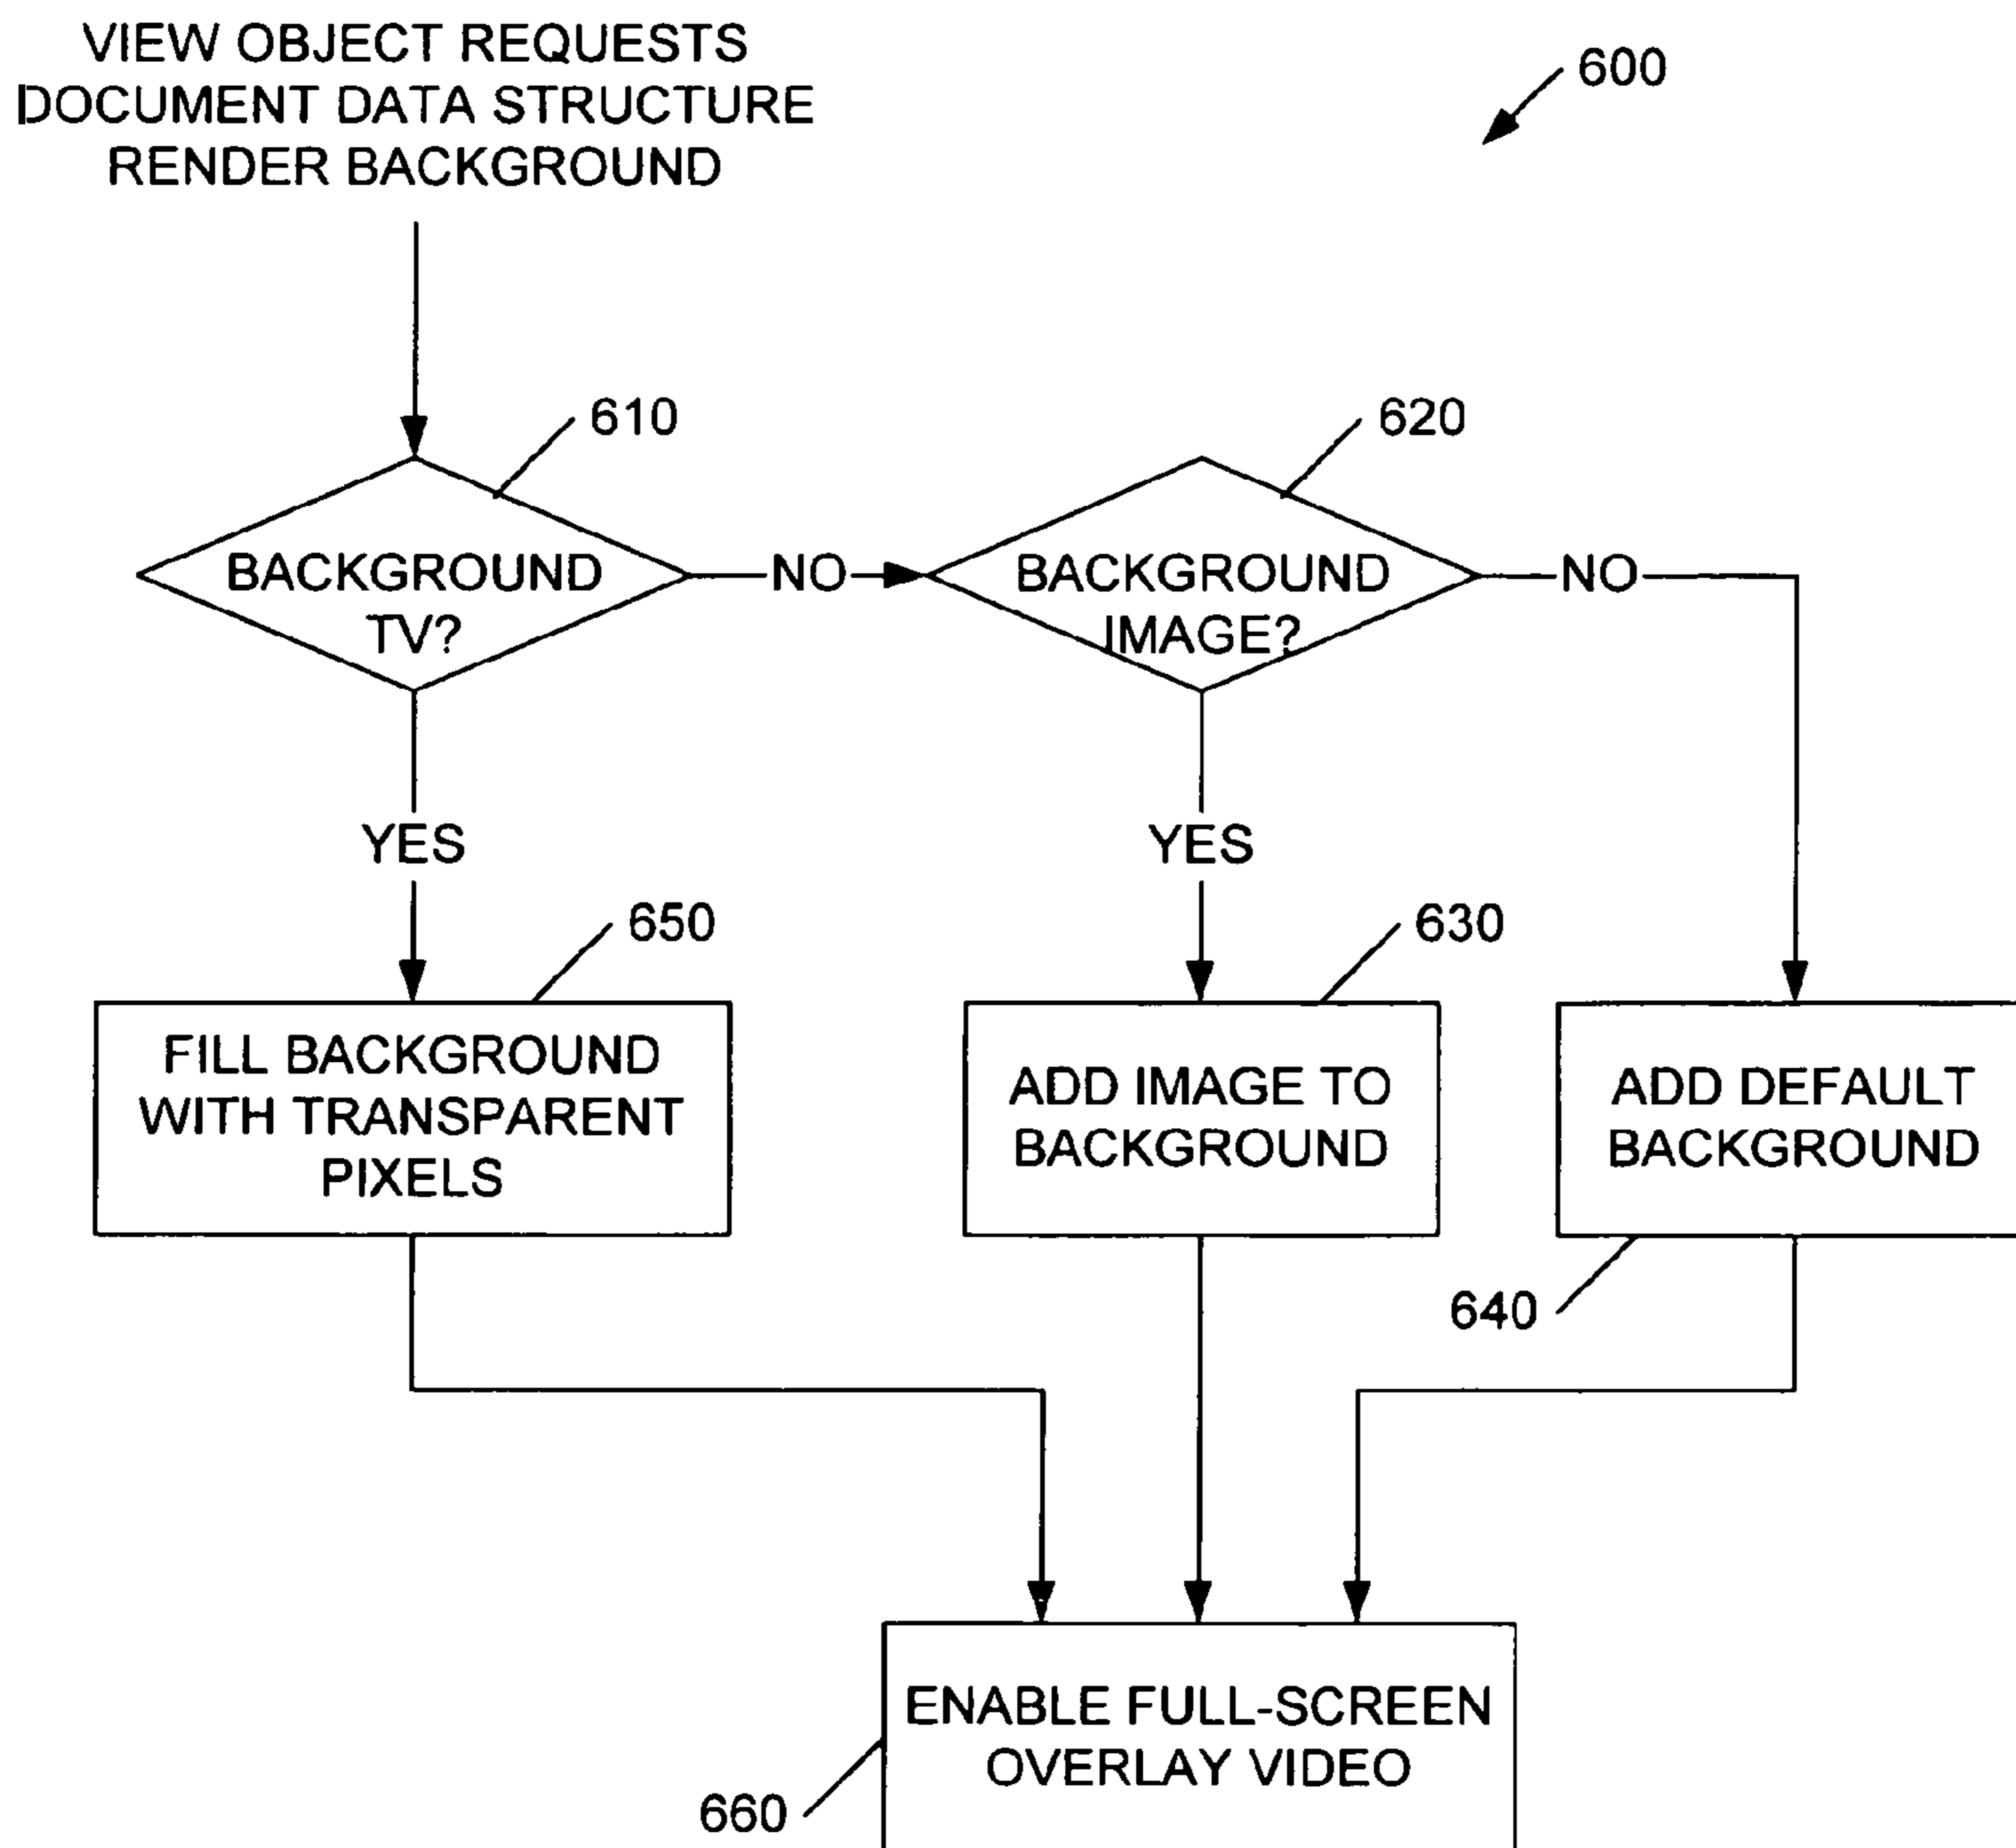 VIEW OBJECT REQUESTS
DOCUMENT DATA STRUCTURE
RENDER BACKGROUND
600
610
620
BACKGROUND
TV?
NO
BACKGROUND
IMAGE?
NO
YES
YES
650
630
FILL BACKGROUND
WITH TRANSPARENT
PIXELS
ADD IMAGE TO
BACKGROUND
ADD DEFAULT
BACKGROUND
640
ENABLE FULL-SCREEN
OVERLAY VIDEO
660